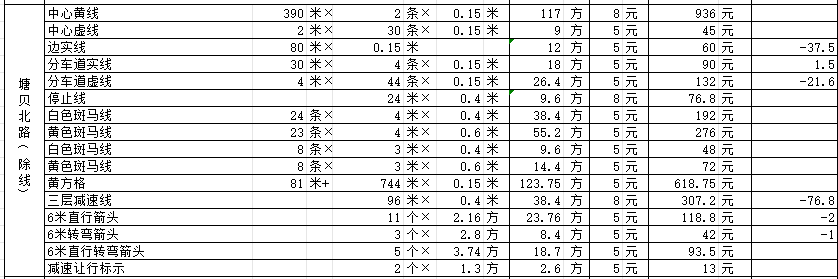 塘贝北路（除线）
中心黄线 390 米× 2 条× 0.15 米 117 方 8 元 936 元
中心虚线 2 米× 30 条× 0.15 米 9 方 5 元 45 元
边实线 80 米× 0.15 米 12 方 5 元 60 元 -37.5
分车道实线 30 米× 4 条× 0.15 米 18 方 5 元 90 元 1.5
分车道虚线 4 米× 44 条× 0.15 米 26.4 方 5 元 132 元 -21.6
停止线 24 米× 0.4 米 9.6 方 8 元 76.8 元
白色斑马线 24 条× 4 米× 0.4 米 38.4 方 5 元 192 元
黄色斑马线 23 条× 4 米× 0.6 米 55.2 方 5 元 276 元
白色斑马线 8 条× 3 米× 0.4 米 9.6 方 5 元 48 元
黄色斑马线 8 条× 3 米× 0.6 米 14.4 方 5 元 72 元
黄方格 81 米+ 744 米× 0.15 米 123.75 方 5 元 618.75 元
三层减速线 96 米× 0.4 米 38.4 方 8 元 307.2 元 -76.8
6米直行箭头 11 个× 2.16 方 23.76 方 5 元 118.8 元 -2
6米转弯箭头 3 个× 2.8 方 8.4 方 5 元 42 元 -1
6米直行转弯箭头 5 个× 3.74 方 18.7 方 5 元 93.5 元
减速让行标示 2 个× 1.3 方 2.6 方 5 元 13 元